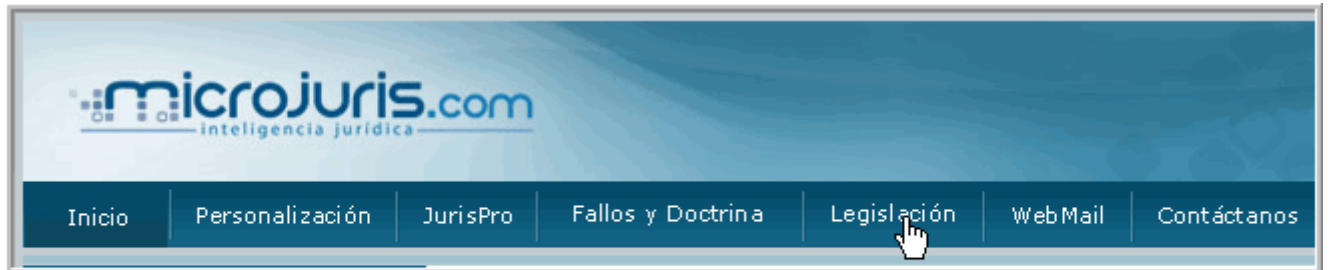 microjuris.com
inteligencia jurídica
Inicio Personalización JurisPro Fallos y Doctrina Legislación WebMail Contáctanos